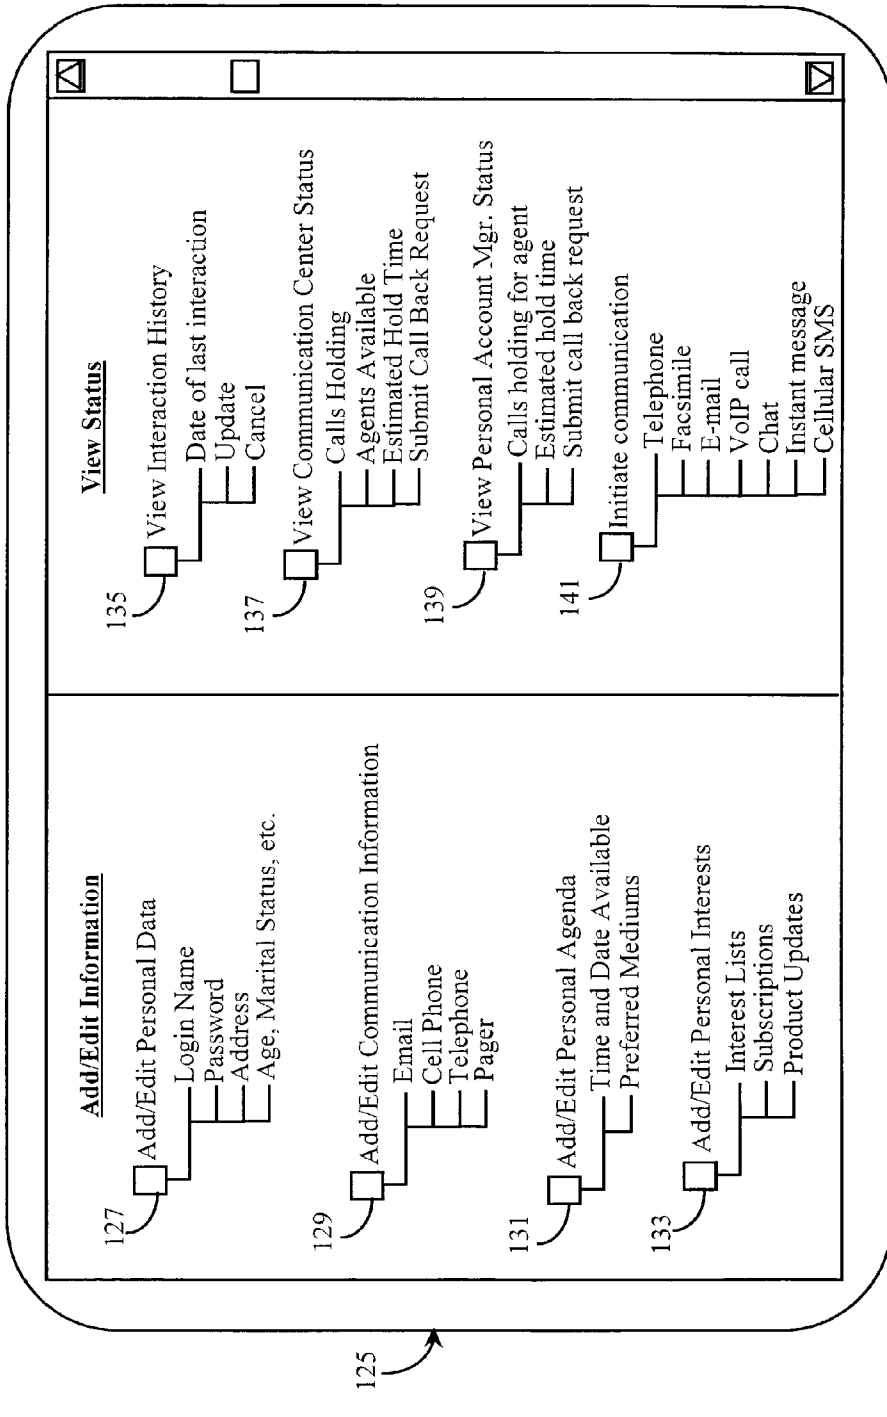 Add/Edit Information
127
Add/Edit Personal Data
Login Name
Password
Address
Age, Marital Status, etc.
129
Add/Edit Communication Information
Email
Cell Phone
Telephone
Pager
131
Add/Edit Personal Agenda
Time and Date Available
Preferred Mediums
133
Add/Edit Personal Interests
Interest Lists
Subscriptions
Product Updates
View Status
135
View Interaction History
Date of last interaction
Update
Cancel
137
View Communication Center Status
Calls Holding
Agents Available
Estimated Hold Time
Submit Call Back Request
139
View Personal Account Mgr. Status
Calls holding for agent
Estimated hold time
Submit call back request
141
Initiate communication
Telephone
Facsimile
E-mail
VoIP call
Chat
Instant message
Cellular SMS
125